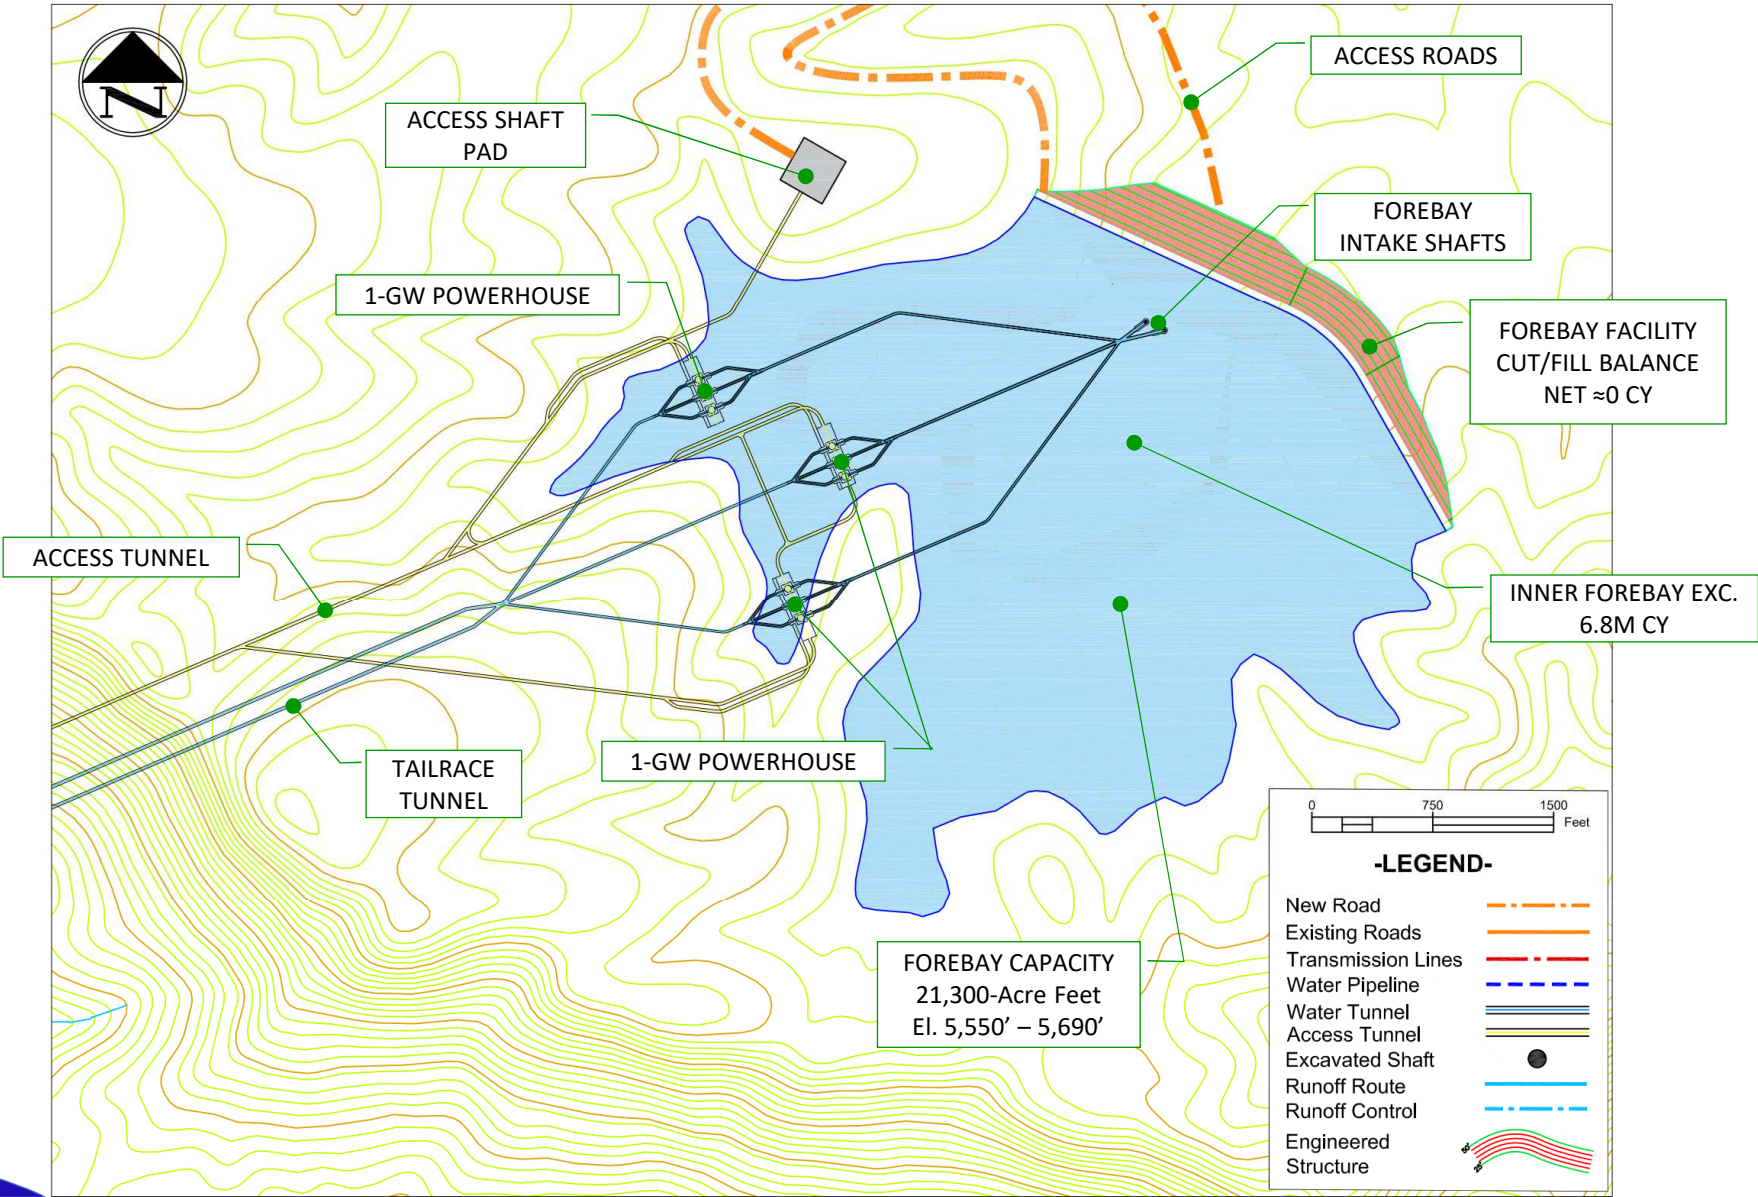 N
ACCESS ROADS
ACCESS SHAFT
PAD
FOREBAY
INTAKE SHAFTS
1-GW POWERHOUSE
FOREBAY FACILITY
CUT/FILL BALANCE
NET ≈0 CY
ACCESS TUNNEL
INNER FOREBAY EXC.
6.8M CY
1-GW POWERHOUSE
TAILRACE
TUNNEL
FOREBAY CAPACITY
21,300-Acre Feet
El. 5,550’ – 5,690’
0 750 1500
Feet
-LEGEND-
New Road
Existing Roads
Transmission Lines
Water Pipeline
Water Tunnel
Access Tunnel
Excavated Shaft
Runoff Route
Runoff Control
Engineered
Structure
50'
25'